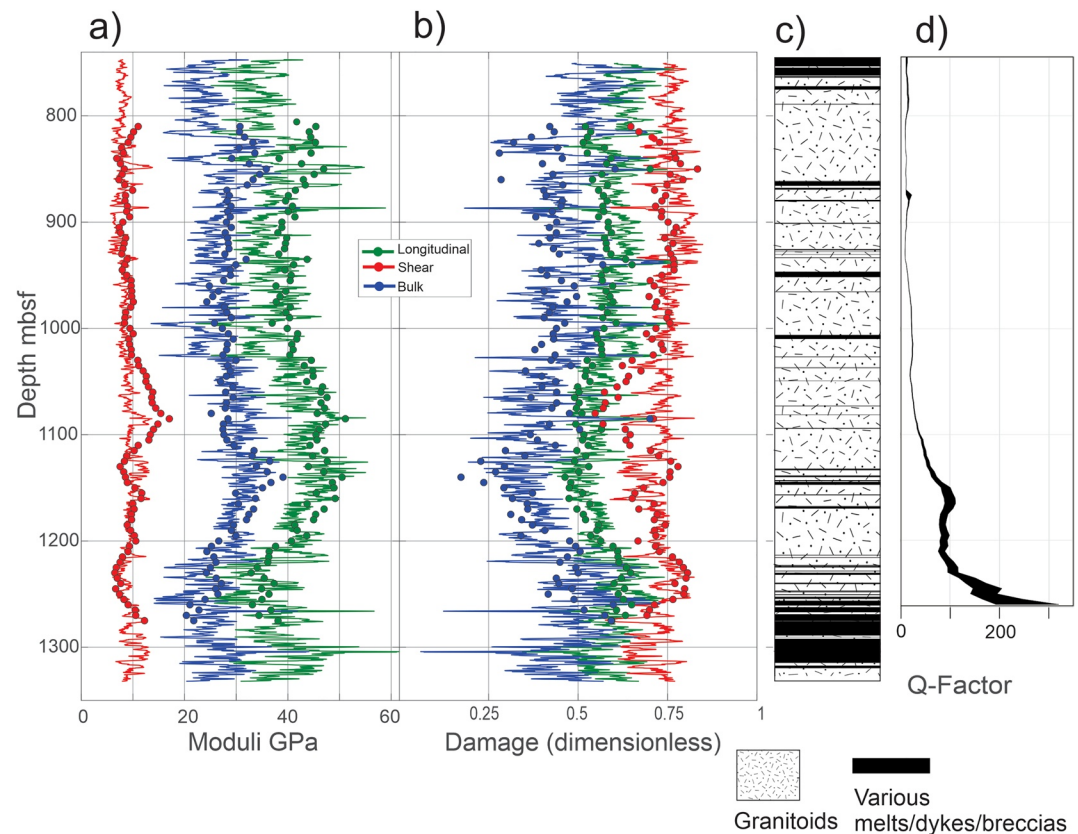 a)
b)
c)
d)
800
900
1000
1100
1200
1300
Depth mbsf
Longitudinal
Shear
Bulk
0
20
40
60
0.25
0.5
0.75
1
0
200
Moduli GPa
Damage (dimensionless)
Q-Factor
Granitoids
Various
melts/dykes/breccias